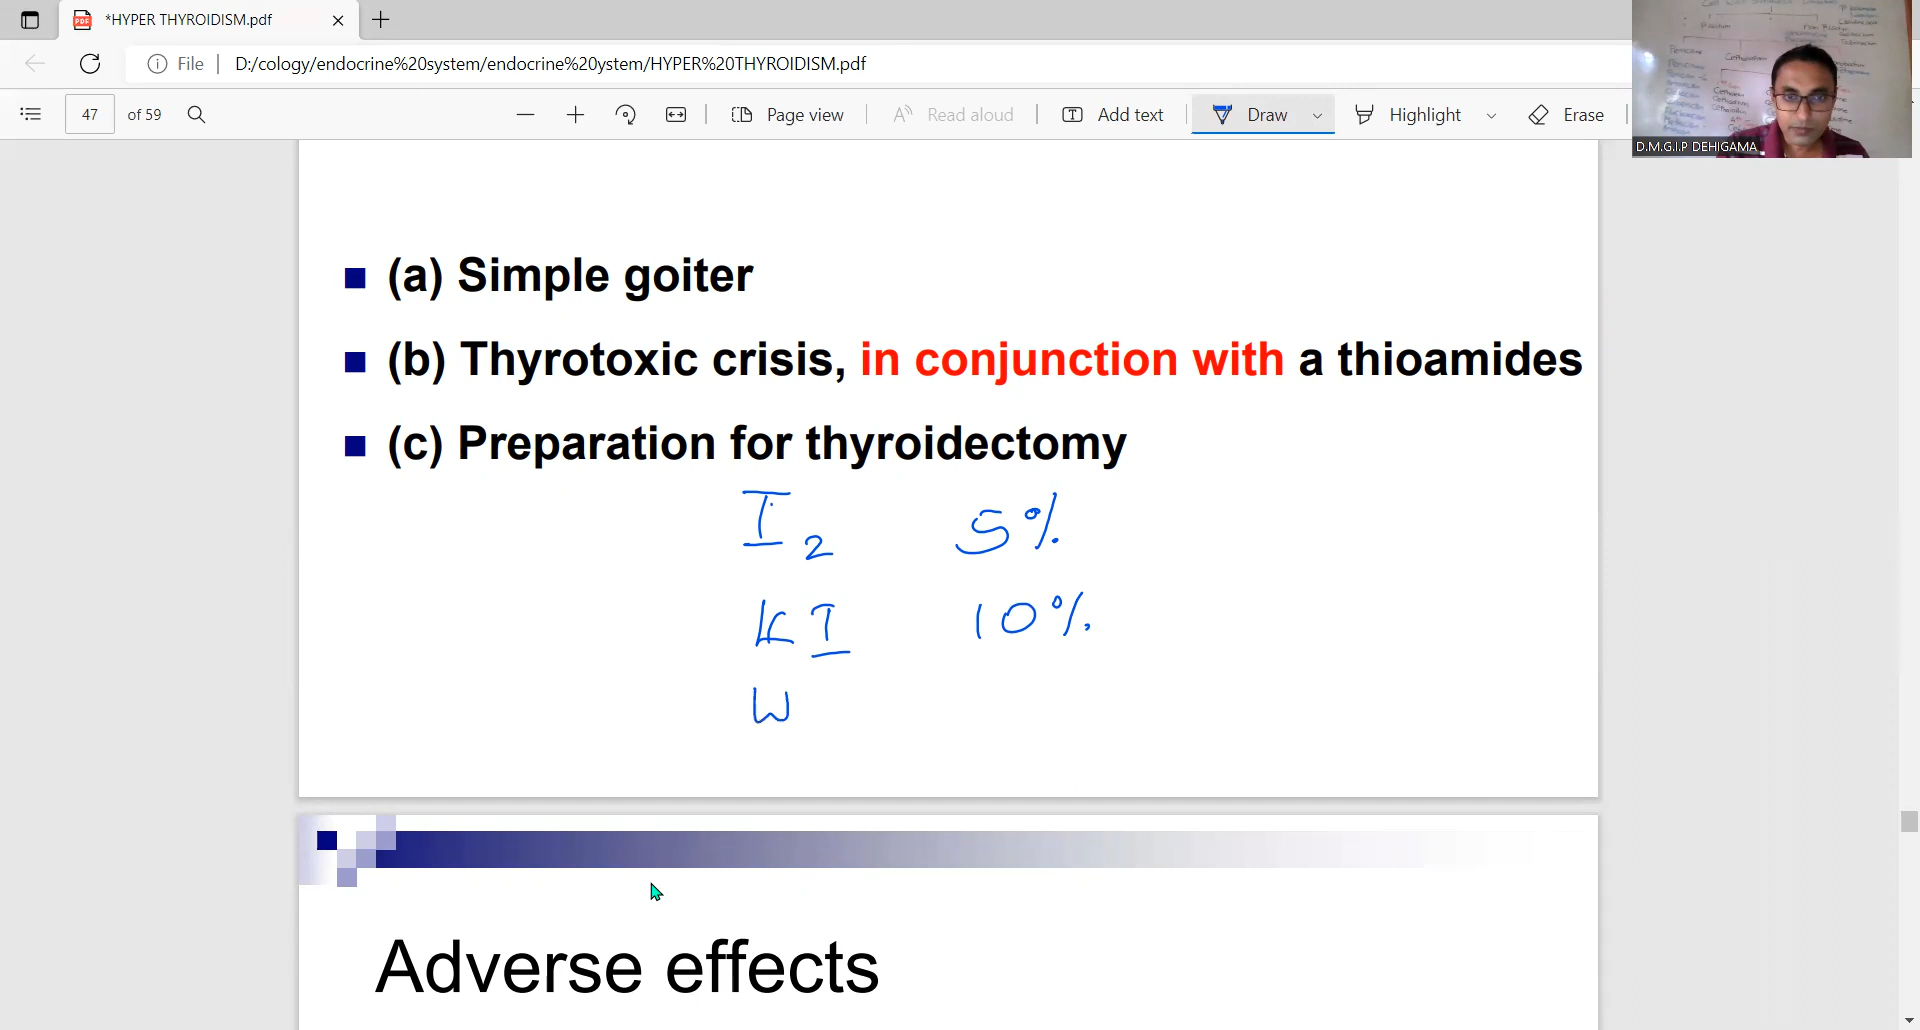 *HYPER THYROIDISM.pdf
File | D:/cology/endocrine%20system/endocrine%20ystem/HYPER%20THYROIDISM.pdf
47 of 59 Page view Read aloud Add text Draw Highlight Erase
D.M.G.I.P DEHIGAMA
(a) Simple goiter
(b) Thyrotoxic crisis, in conjunction with a thioamides
(c) Preparation for thyroidectomy
I2 5%
KI 10%
W
Adverse effects